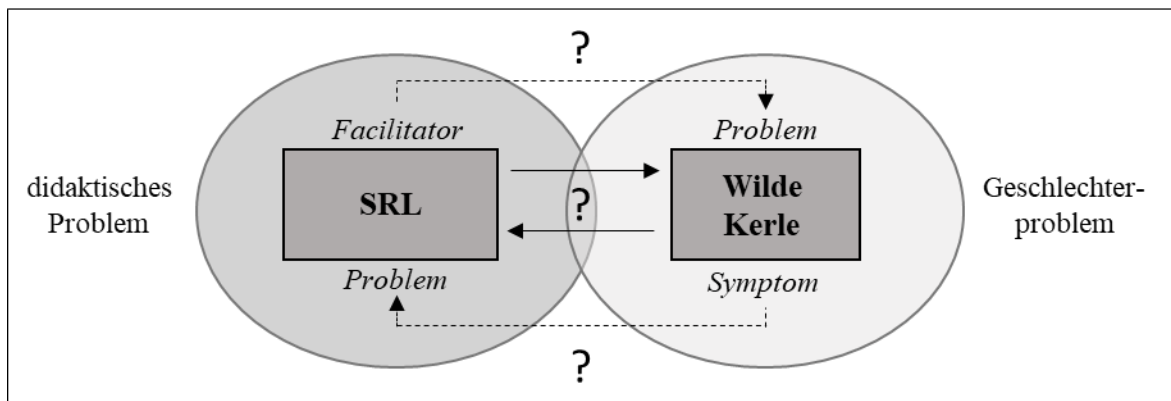 ?
Facilitator
Problem
didaktisches
Problem
SRL
?
Wilde
Kerle
Geschlechter-
problem
Problem
Symptom
?